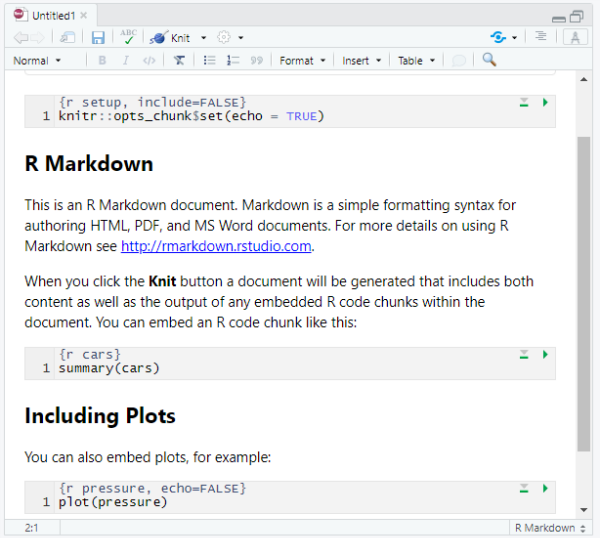 Untitled1
ABC
Knit
Normal B I </> 99 Format Insert Table
{r setup, include=FALSE}
1 knitr::opts_chunk$set(echo = TRUE)
R Markdown
This is an R Markdown document. Markdown is a simple formatting syntax for
authoring HTML, PDF, and MS Word documents. For more details on using R
Markdown see http://rmarkdown.rstudio.com.
When you click the Knit button a document will be generated that includes both
content as well as the output of any embedded R code chunks within the
document. You can embed an R code chunk like this:
{r cars}
1 summary(cars)
Including Plots
You can also embed plots, for example:
{r pressure, echo=FALSE}
1 plot(pressure)
2:1 R Markdown